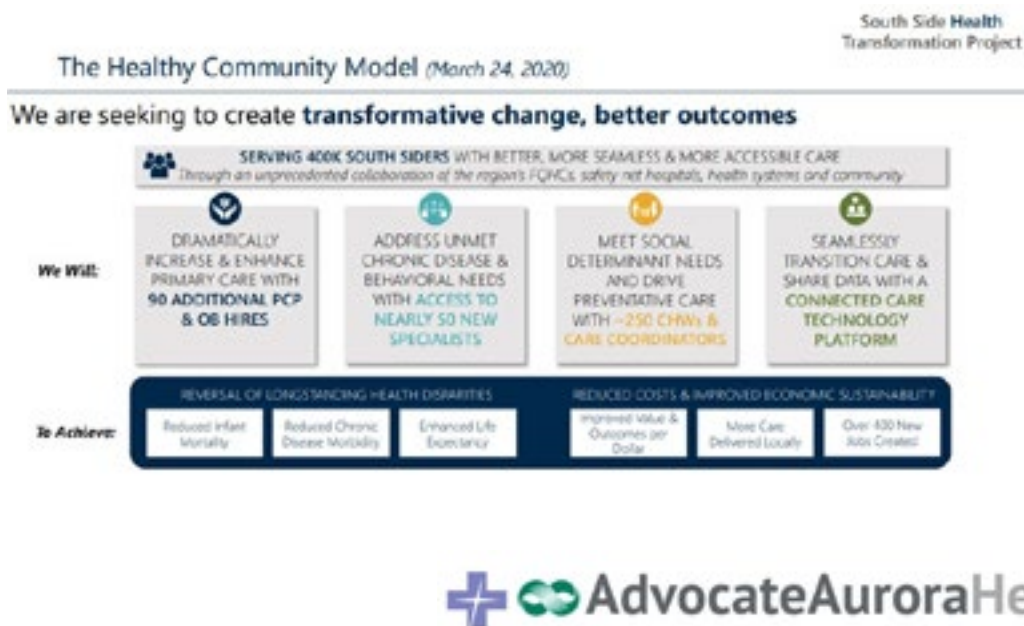 South Side Health
Transformation Project
The Healthy Community Model (March 24, 2020)
We are seeking to create transformative change, better outcomes
SERVING 400K SOUTH SIDERS WITH BETTER, MORE SEAMLESS & MORE ACCESSIBLE CARE
Through an unprecedented collaboration of the region's FQHCs, safety net hospitals, health systems and community
We Will:
DRAMATICALLY
INCREASE & ENHANCE
PRIMARY CARE WITH
90 ADDITIONAL PCP
& OB HIRES
ADDRESS UNMET
CHRONIC DISEASE &
BEHAVIORAL NEEDS
WITH ACCESS TO
NEARLY 50 NEW
SPECIALISTS
MEET SOCIAL
DETERMINANT NEEDS
AND DRIVE
PREVENTATIVE CARE
WITH ~250 CHWs &
CARE COORDINATORS
SEAMLESSLY
TRANSITION CARE &
SHARE DATA WITH A
CONNECTED CARE
TECHNOLOGY
PLATFORM
To Achieve:
REVERSAL OF LONGSTANDING HEALTH DISPARITIES
Reduced Infant
Mortality
Reduced Chronic
Disease Morbidity
Enhanced Life
Expectancy
REDUCED COSTS & IMPROVED ECONOMIC SUSTAINABILITY
Improved Value &
Outcomes per
Dollar
More Care
Delivered Locally
Over 400 New
Jobs Created
AdvocateAuroraHe